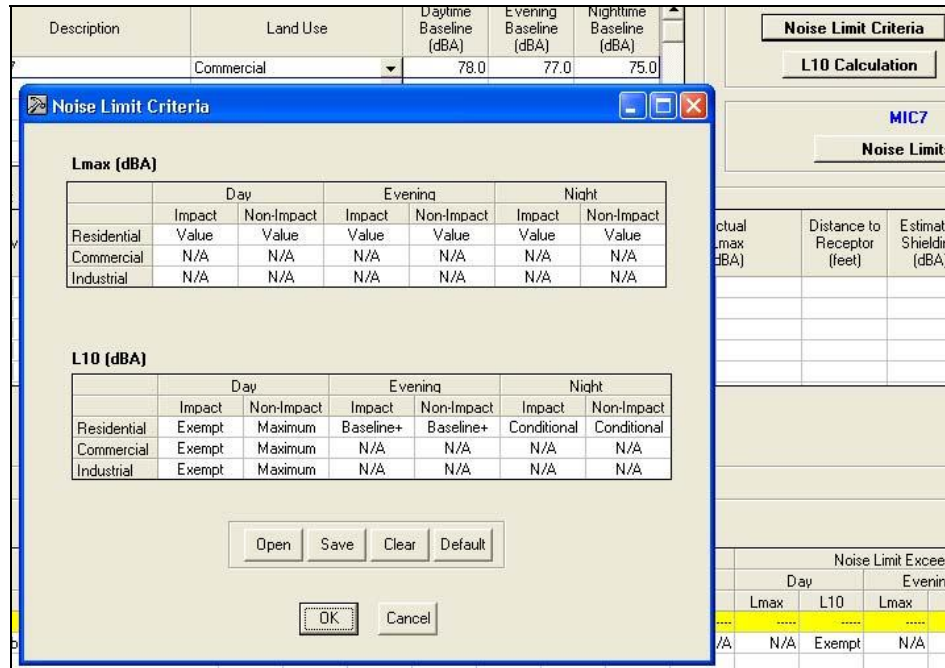 Description Land Use Daytime Baseline (dBA) Evening Baseline (dBA) Nighttime Baseline (dBA)
7 Commercial 78.0 77.0 75.0
Noise Limit Criteria
L10 Calculation
MIC7
Noise Limit
Noise Limit Criteria
Lmax (dBA)
Day Evening Night
Impact Non-Impact Impact Non-Impact Impact Non-Impact
Residential Value Value Value Value Value Value
Commercial N/A N/A N/A N/A N/A N/A
Industrial N/A N/A N/A N/A N/A N/A
L10 (dBA)
Day Evening Night
Impact Non-Impact Impact Non-Impact Impact Non-Impact
Residential Exempt Maximum Baseline+ Baseline+ Conditional Conditional
Commercial Exempt Maximum N/A N/A N/A N/A
Industrial Exempt Maximum N/A N/A N/A N/A
Open Save Clear Default
OK Cancel
ctual Lmax dBA) Distance to Receptor (feet) Estimat Shieldin (dBA
Noise Limit Excee
Day Evenin
Lmax L10 Lmax
---- ---- ---- ----
/A N/A Exempt N/A